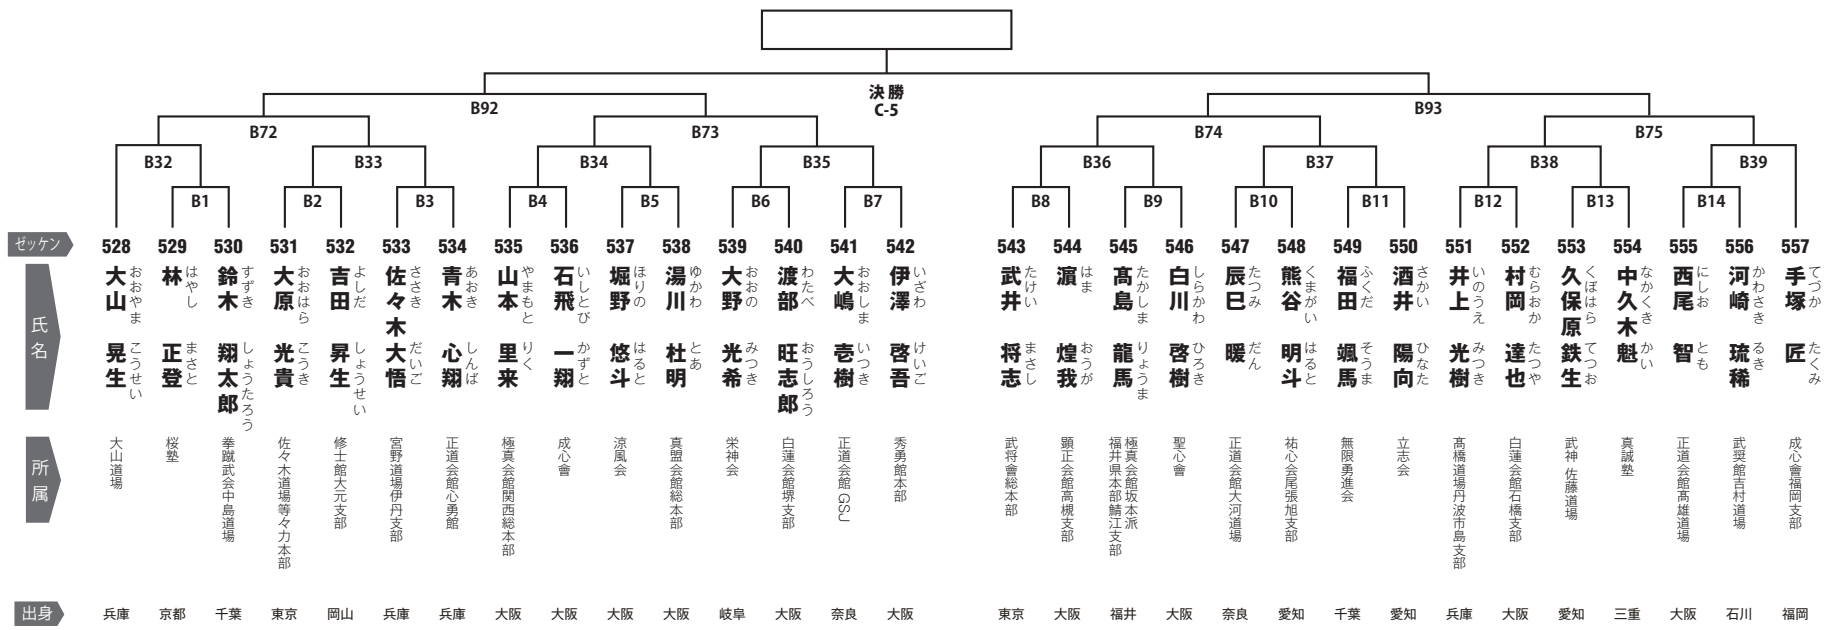 決勝
C-5
B92
B93
B72
B73
B74
B75
B32
B33
B34
B35
B36
B37
B38
B39
B1
B2
B3
B4
B5
B6
B7
B8
B9
B10
B11
B12
B13
B14
ゼッケン
528 529 530 531 532 533 534 535 536 537 538 539 540 541 542 543 544 545 546 547 548 549 550 551 552 553 554 555 556 557
氏名
大山 晃生
おおやま こうせい
林 正登
はやし まさと
鈴木 翔太郎
すずき しょうたろう
大原 光貴
おおはら こうき
吉田 昇生
よしだ しょうせい
佐々木 大悟
ささき だいご
青木 心翔
あおき しんば
山本 里来
やまもと りく
石飛 一翔
いしとび かずと
堀野 悠斗
ほりの はると
湯川 杜明
ゆかわ とあ
大野 光希
おおの みつき
渡部 旺志郎
わたべ おうしろう
大嶋 壱樹
おおしま いつき
伊澤 啓吾
いざわ けいご
武井 将志
たけい まさし
濵 煌我
はま おうが
髙島 龍馬
たかしま りょうま
白川 啓樹
しらかわ ひろき
辰巳 暖
たつみ だん
熊谷 明斗
くまがい はると
福田 颯馬
ふくだ そうま
酒井 陽向
さかい ひなた
井上 光樹
いのうえ みつき
村岡 達也
むらおか たつや
久保原 鉄生
くぼはら てつお
中久木 魁
なかくき かい
西尾 智
にしお とも
河崎 琉稀
かわさき るき
手塚 匠
てづか たくみ
所属
大山道場
桜塾
拳蹴武会中島道場
佐々木道場等々力本部
修士館大元支部
宮野道場伊丹支部
正道会館心勇館
極真会館関西総本部
成心會
涼風会
真盟会館総本部
栄神会
白蓮会館堺支部
正道会館 GSJ
秀勇館本部
武将會総本部
顕正会館高槻支部
極真会館坂本派
福井県本部鯖江支部
聖心會
正道会館大河道場
祐心会尾張旭支部
無限勇進会
立志会
髙橋道場丹波市島支部
白蓮会館石橋支部
武神 佐藤道場
真誠塾
正道会館髙雄道場
武奨館吉村道場
成心會福岡支部
出身
兵庫 京都 千葉 東京 岡山 兵庫 兵庫 大阪 大阪 大阪 大阪 岐阜 大阪 奈良 大阪 東京 大阪 福井 大阪 奈良 愛知 千葉 愛知 兵庫 大阪 愛知 三重 大阪 石川 福岡